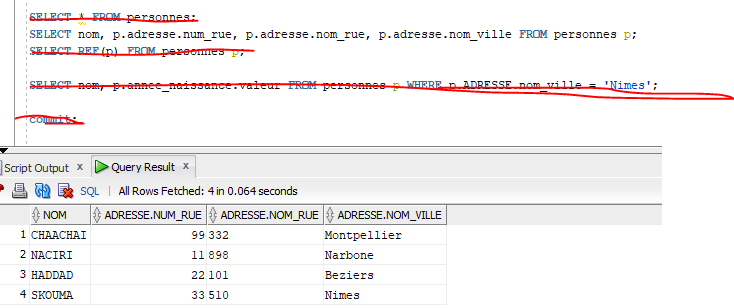 SELECT * FROM personnes;
SELECT nom, p.adresse.num_rue, p.adresse.nom_rue, p.adresse.nom_ville FROM personnes p;
SELECT REF(p) FROM personnes p;
SELECT nom, p.annee_naissance.valeur FROM personnes p WHERE p.ADRESSE.nom_ville = 'Nimes';
commit;
Script Output x Query Result x
SQL | All Rows Fetched: 4 in 0.064 seconds
NOM ADRESSE.NUM_RUE ADRESSE.NOM_RUE ADRESSE.NOM_VILLE
1 CHAACHAI 99 332 Montpellier
2 NACIRI 11 898 Narbone
3 HADDAD 22 101 Beziers
4 SKOUMA 33 510 Nimes